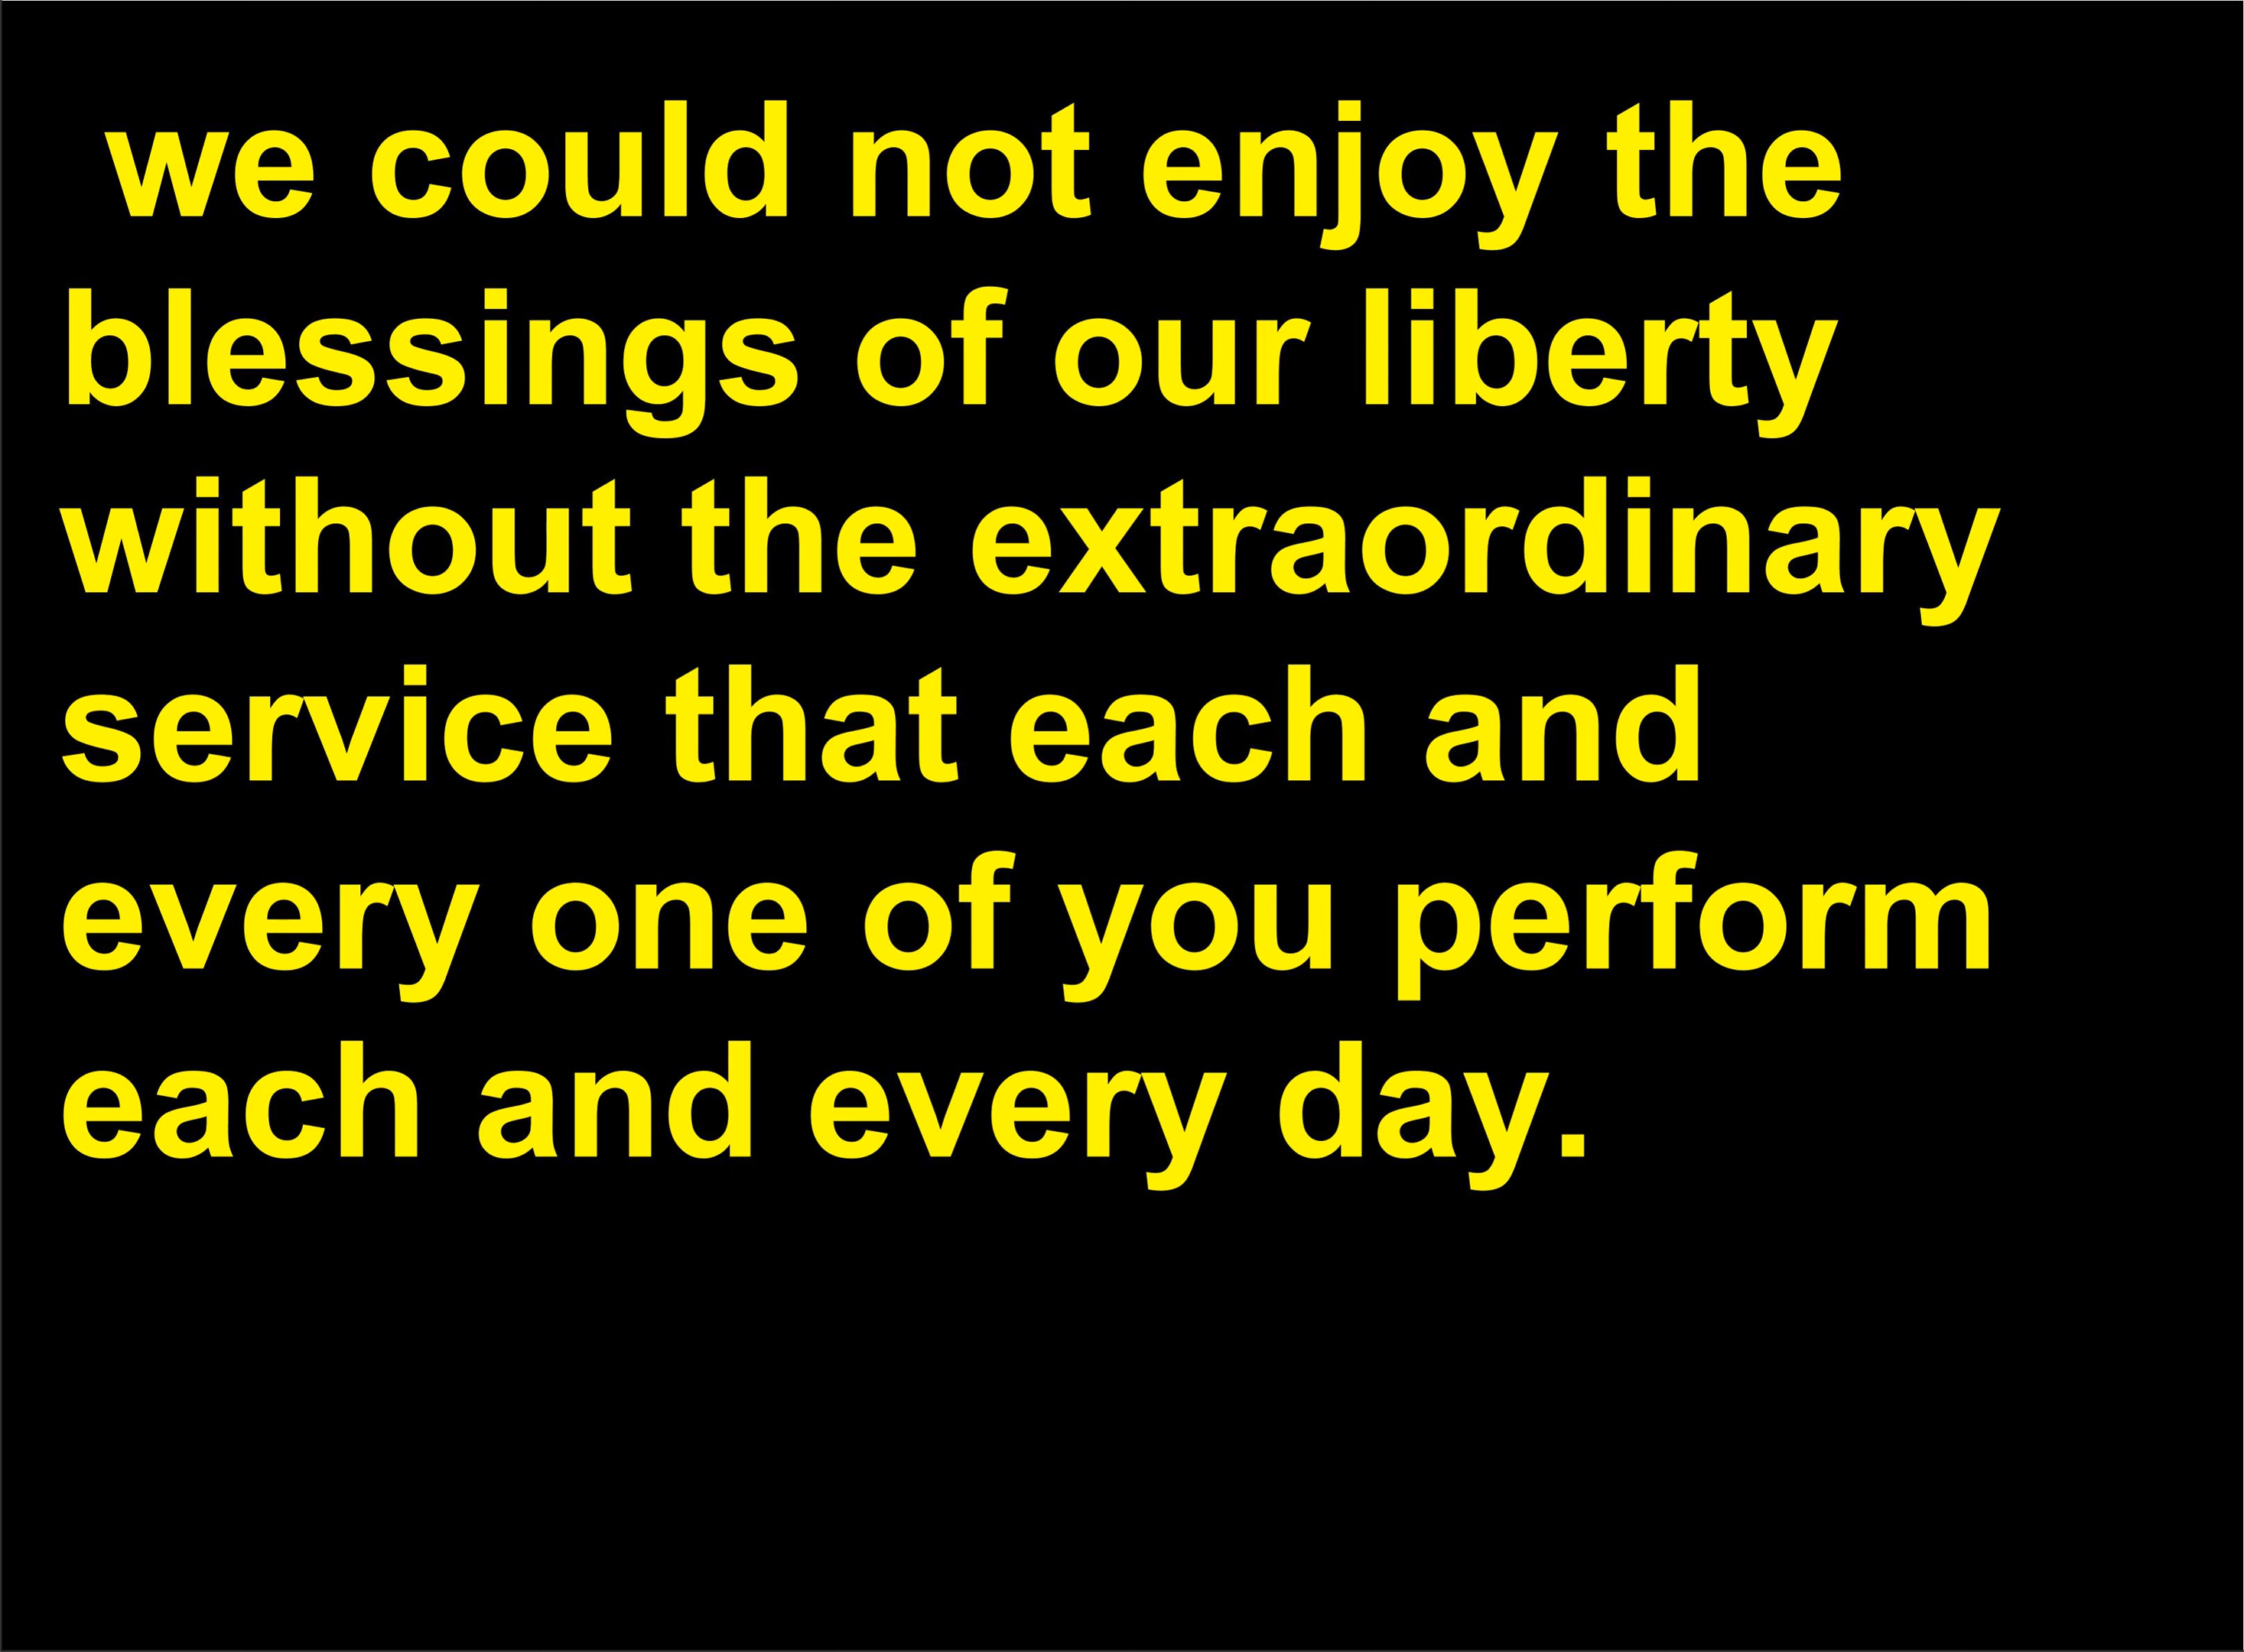 we could not enjoy the
blessings of our liberty
without the extraordinary
service that each and
every one of you perform
each and every day.